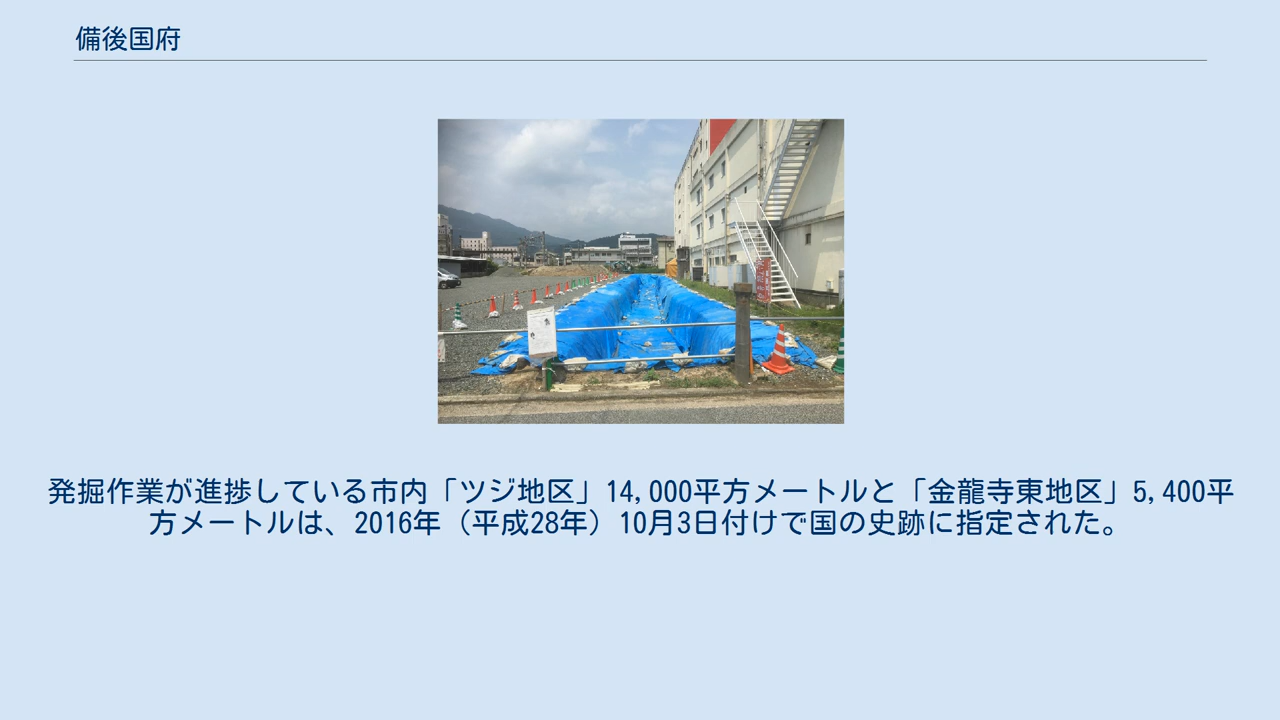 備後国府
発掘作業が進捗している市内「ツジ地区」14,000平方メートルと「金龍寺東地区」5,400平
方メートルは、2016年（平成28年）10月3日付けで国の史跡に指定された。